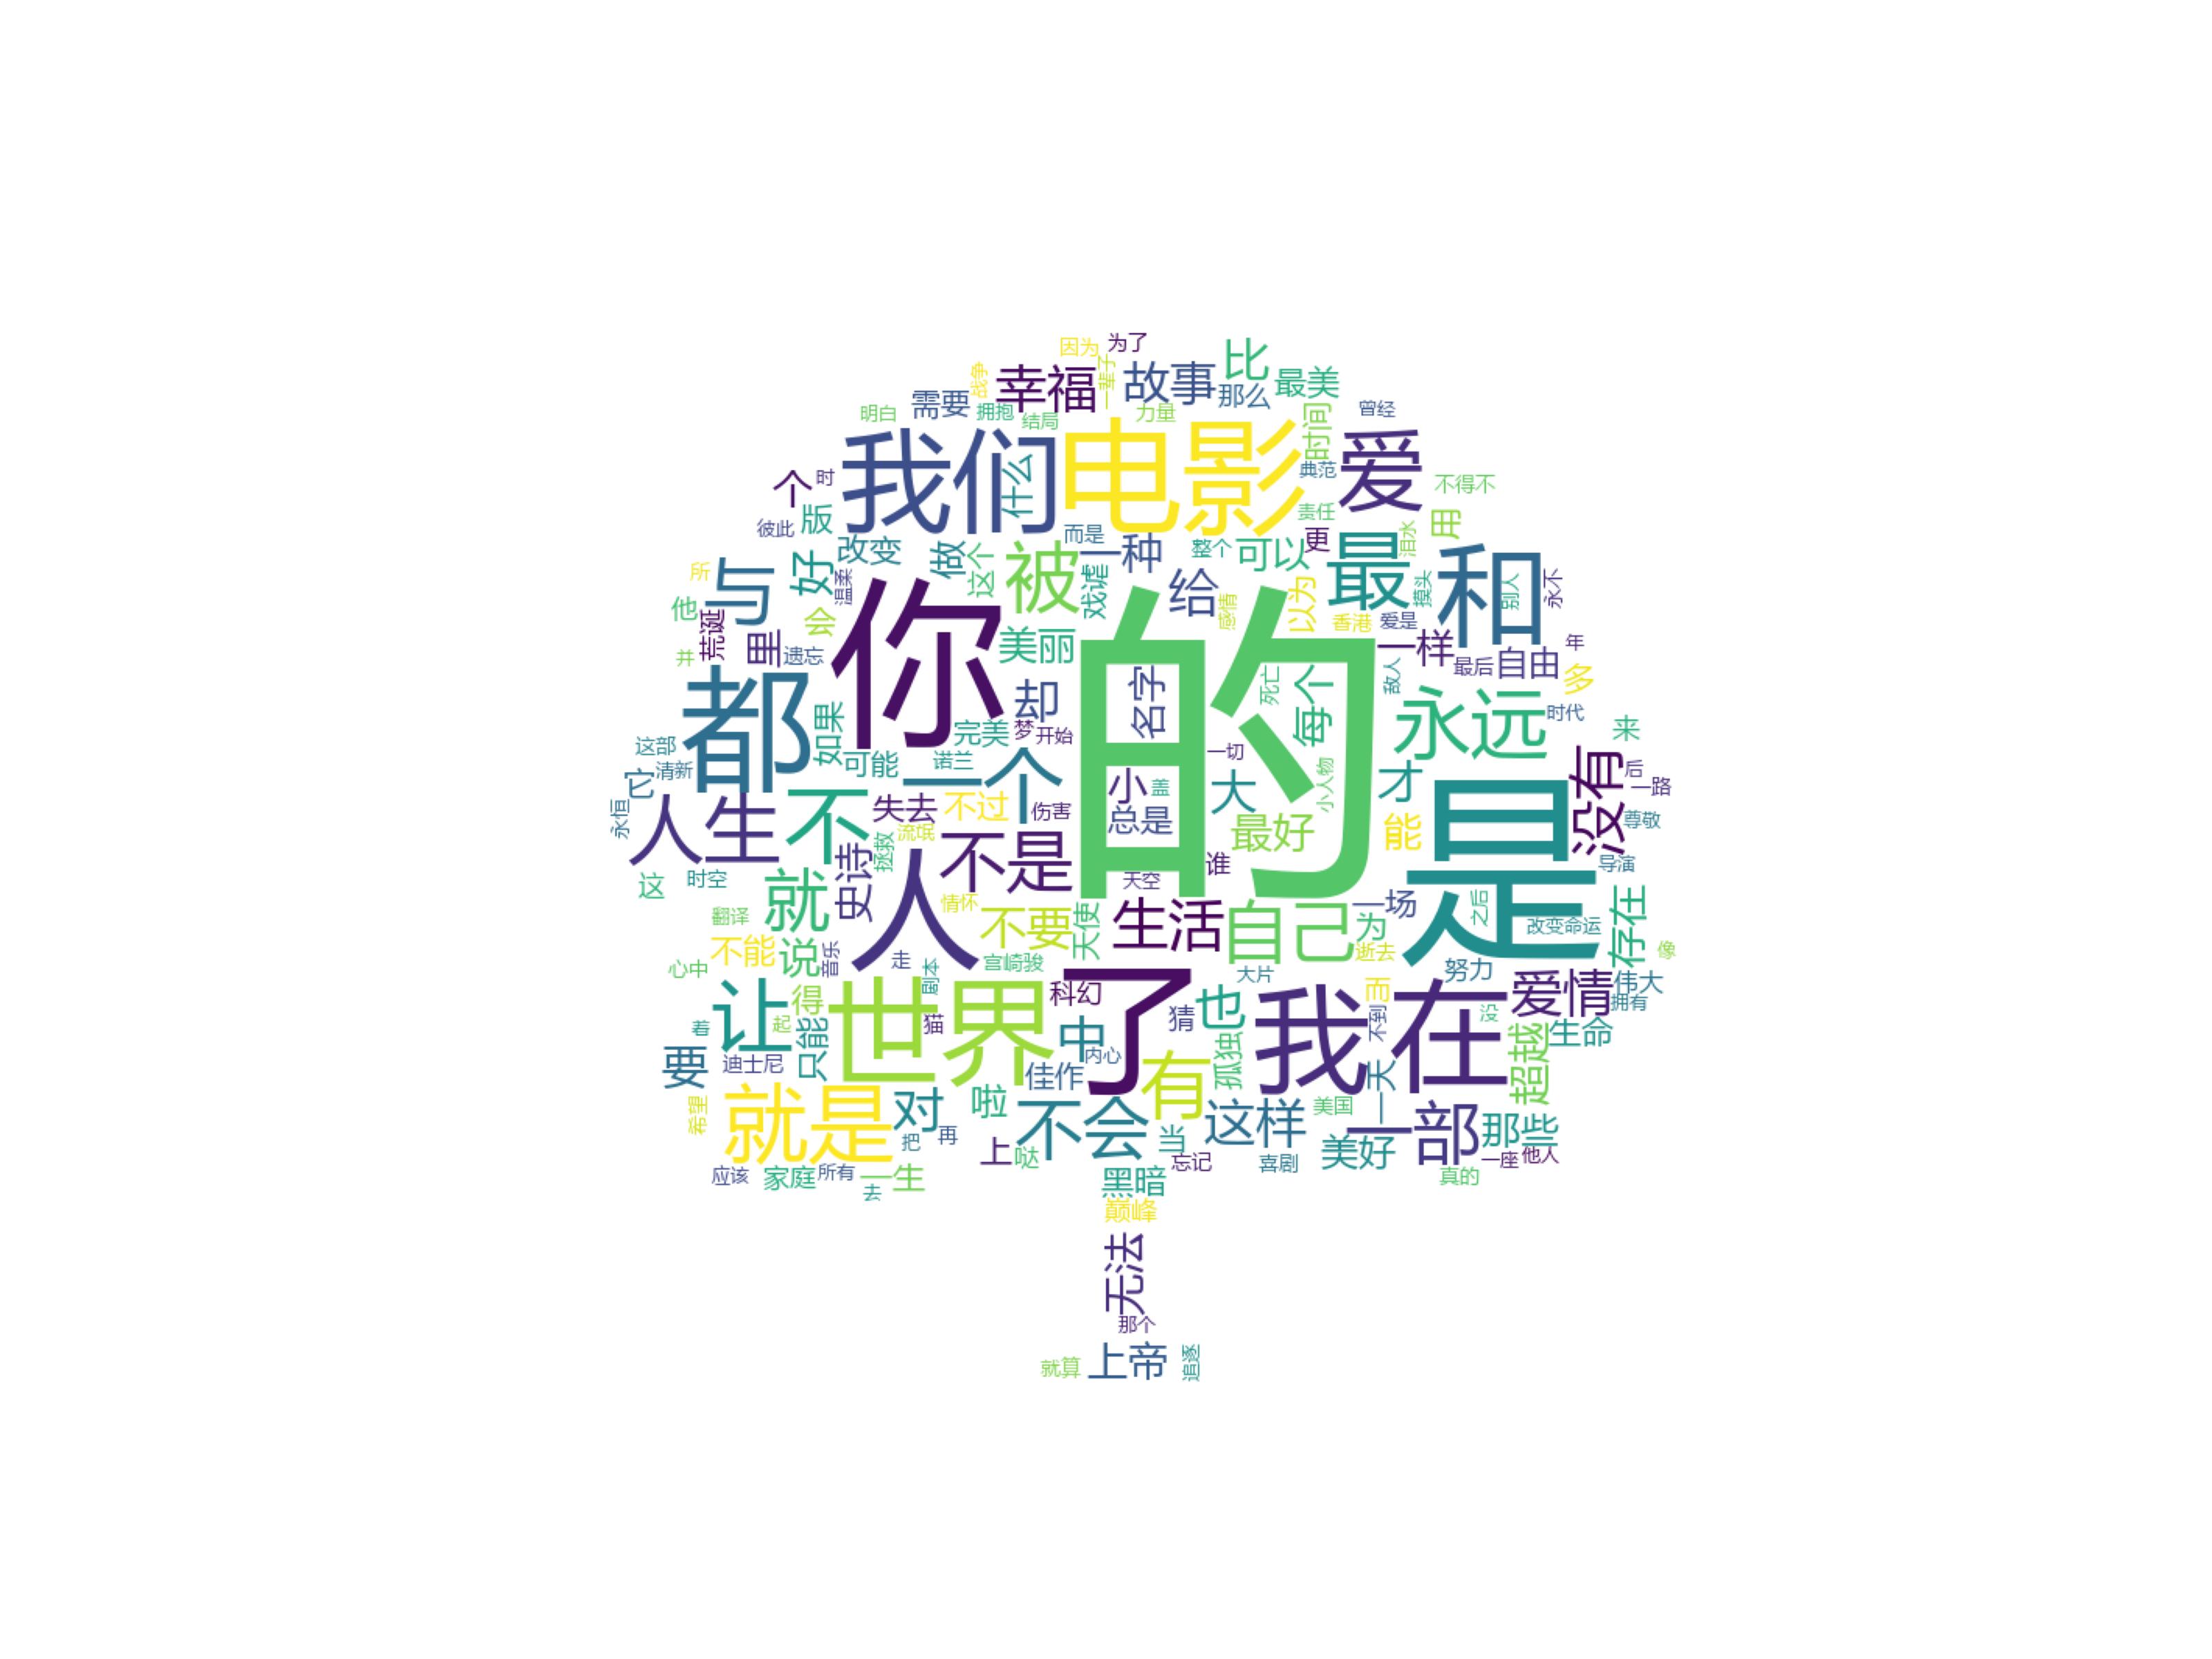 因为
为了
战争
幸福
一辈子
故事
比
最美
需要
那么
明白
拥抱
结局
力量
时间
曾经
我们
什么
电影
典范
爱
不得不
个
时
版
彼此
责任
用
而是
改变
做
这个
被
一种
整个
可以
更
最
泪水
和
所
与
好
温柔
戏谑
给
感情
以为
摸头
别人
永不
他
荒诞
会
你
的
香港
爱是
井
里
遗忘
美丽
一样
年
最后
自由
多
敌人
都
却
名字
死亡
每个
永远
时代
如果
完美
梦
开始
来
这部
清新
可能
诺兰
一切
没有
后
它
一个
小
盖
大
小人物
才
是
一路
永恒
人生
不
失去
不过
伤害
总是
最好
能
尊敬
流氓
拯救
不是
谁
导演
这
时空
史诗
人
天空
就
情怀
翻译
不要
天使
生活
自己
一场
为
之后
改变命运
存在
不能
说
音乐
逝去
像
心中
走
剧本
宫崎骏
大片
努力
让
得
世界
科幻
了
也
我
而
在
爱情
伟大
拥有
着
起
只能
猫
中
猜
不到
没
超越
生命
要
迪士尼
内心
孤独
佳作
有
一天
希望
就是
对
啦
不会
这样
美国
一部
那些
把
再
当
上
哒
忘记
喜剧
美好
一座
他人
应该
家庭
所有
一生
去
黑暗
真的
巅峰
无法
那个
就算
上帝
追逐